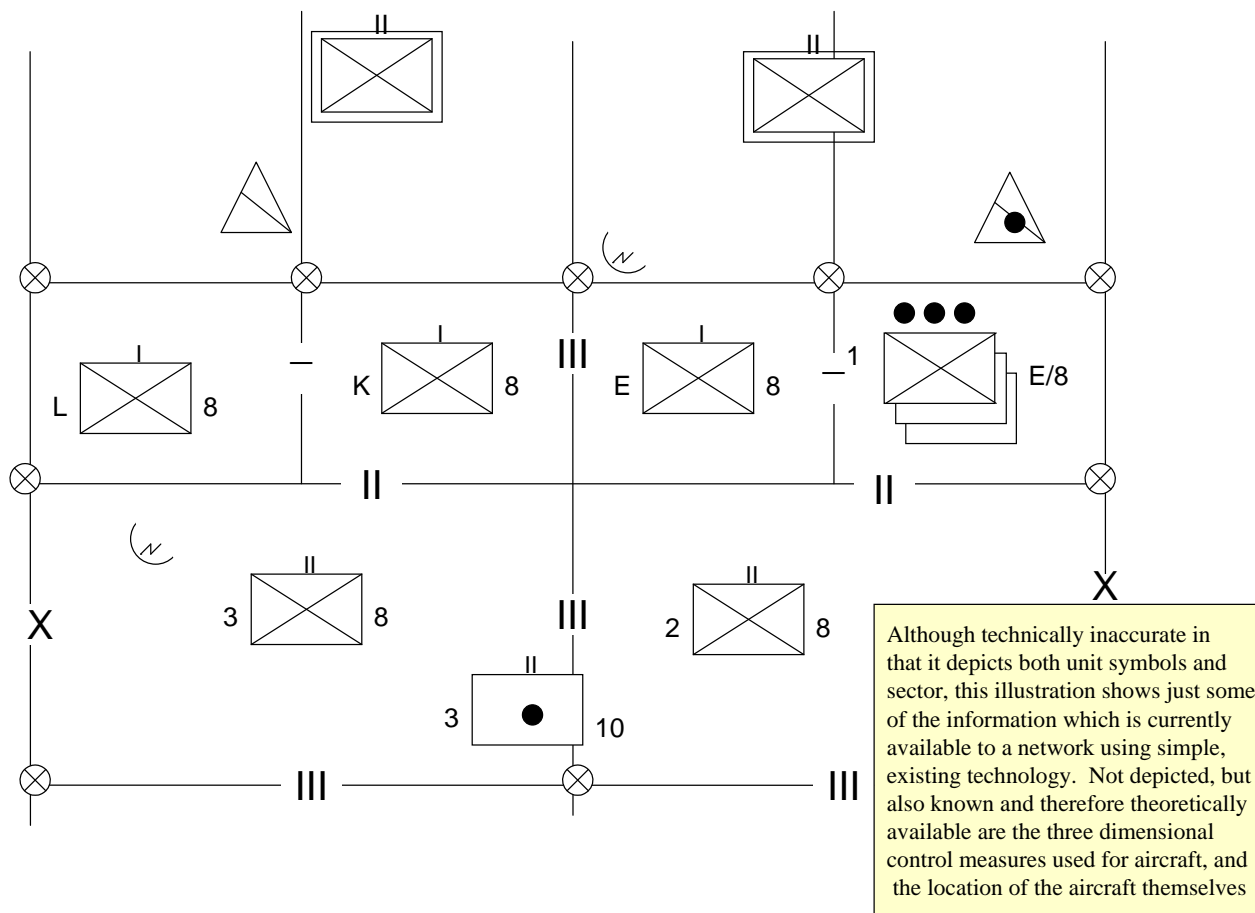 II
II
I
I
I
L 8
K 8
III
E 8
1 E/8
II
II
N
N
II
3 8
II
2 8
X
X
III
II
3 10
III
III
Although technically inaccurate in
that it depicts both unit symbols and
sector, this illustration shows just some
of the information which is currently
available to a network using simple,
existing technology. Not depicted, but
also known and therefore theoretically
available are the three dimensional
control measures used for aircraft, and
the location of the aircraft themselves